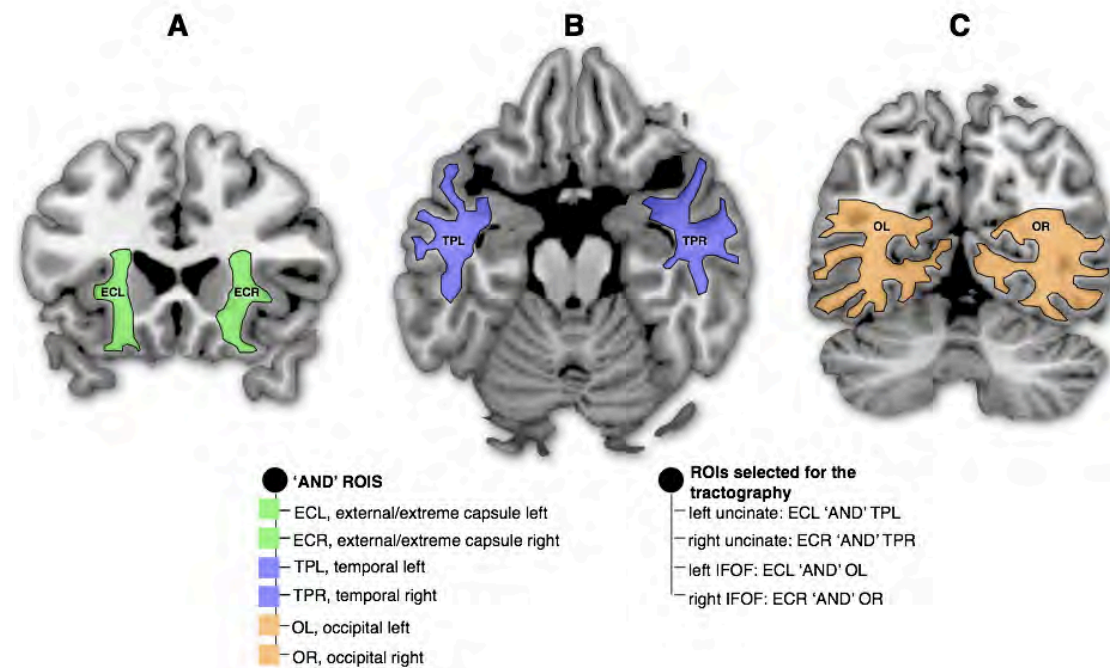 A
B
C
ECL
ECR
TPL
TPR
OL
OR
'AND' ROIS
ECL, external/extreme capsule left
ECR, external/extreme capsule right
TPL, temporal left
TPR, temporal right
OL, occipital left
OR, occipital right
ROIs selected for the
tractography
left uncinate: ECL 'AND' TPL
right uncinate: ECR 'AND' TPR
left IFOF: ECL 'AND' OL
right IFOF: ECR 'AND' OR